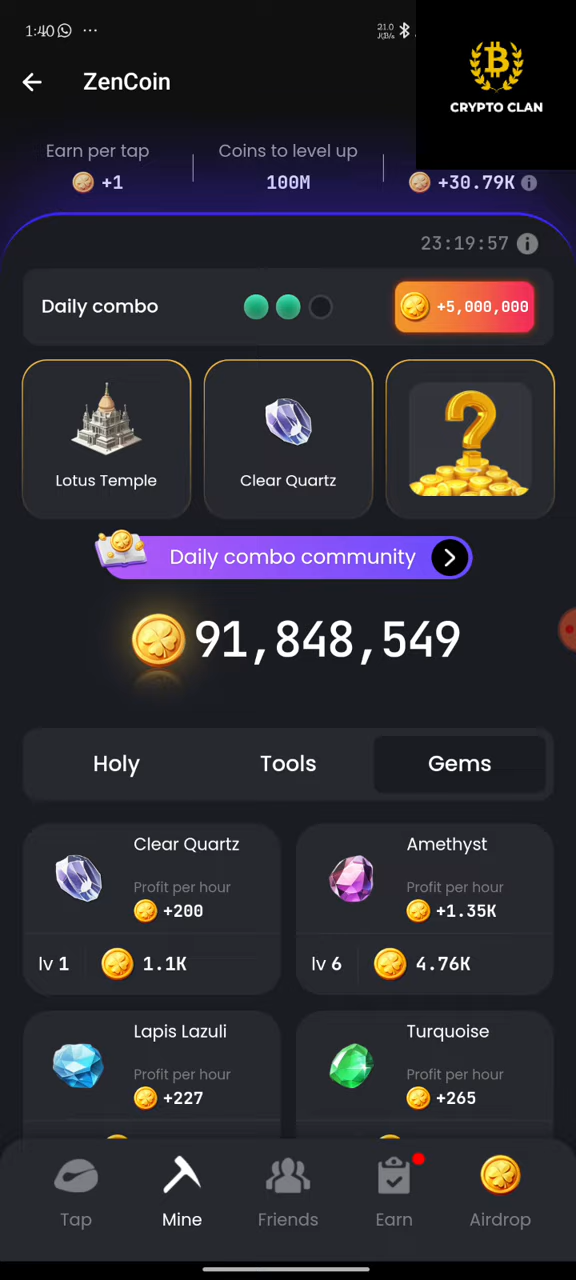 1:40 ... 21.0
KB/s
ZenCoin
CRYPTO CLAN
Earn per tap Coins to level up
+1 100M +30.79K
23:19:57
Daily combo +5,000,000
Lotus Temple Clear Quartz
Daily combo community
91,848,549
Holy Tools Gems
Clear Quartz Amethyst
Profit per hour Profit per hour
+200 +1.35K
lv 1 1.1K lv 6 4.76K
Lapis Lazuli Turquoise
Profit per hour Profit per hour
+227 +265
Tap Mine Friends Earn Airdrop